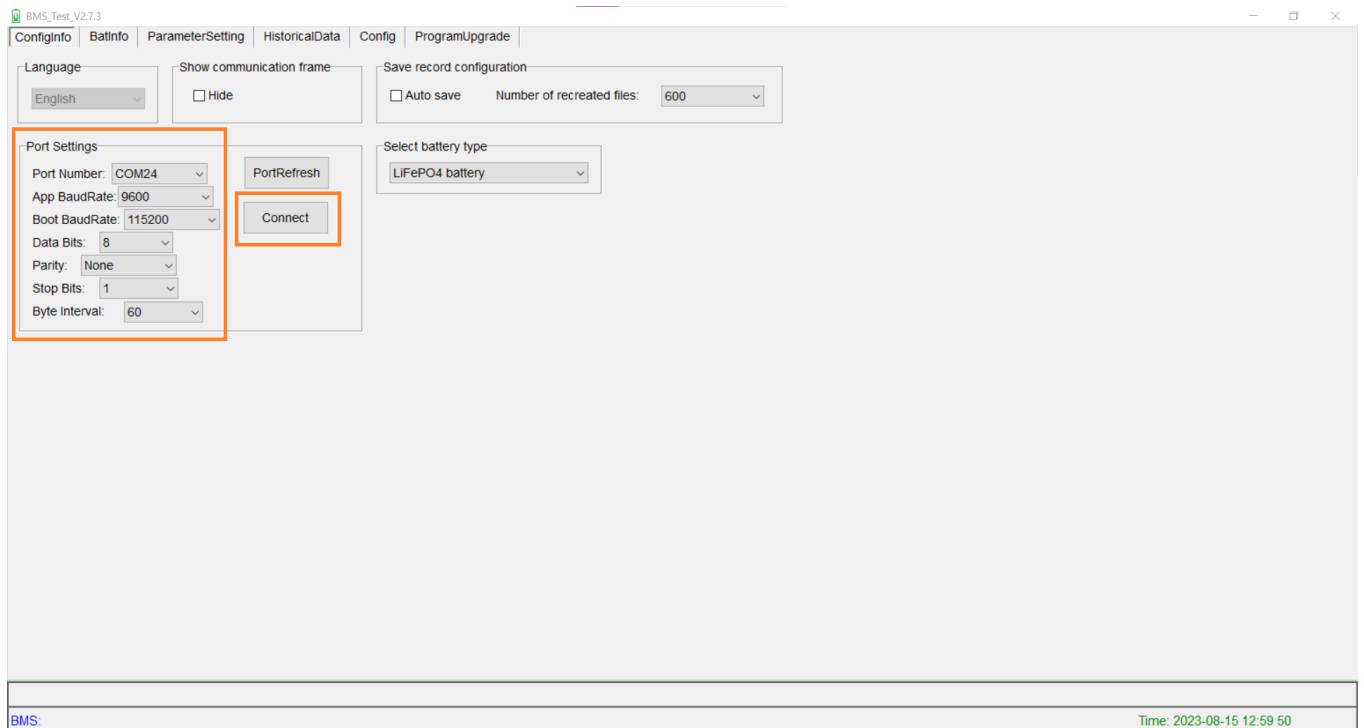 BMS_Test_V2.7.3
ConfigInfo BatInfo ParameterSetting HistoricalData Config ProgramUpgrade
Language Show communication frame Save record configuration
English Hide Auto save Number of recreated files: 600
Port Settings Select battery type
Port Number: COM24 PortRefresh LiFePO4 battery
App BaudRate: 9600
Boot BaudRate: 115200 Connect
Data Bits: 8
Parity: None
Stop Bits: 1
Byte Interval: 60
BMS: Time: 2023-08-15 12:59 50